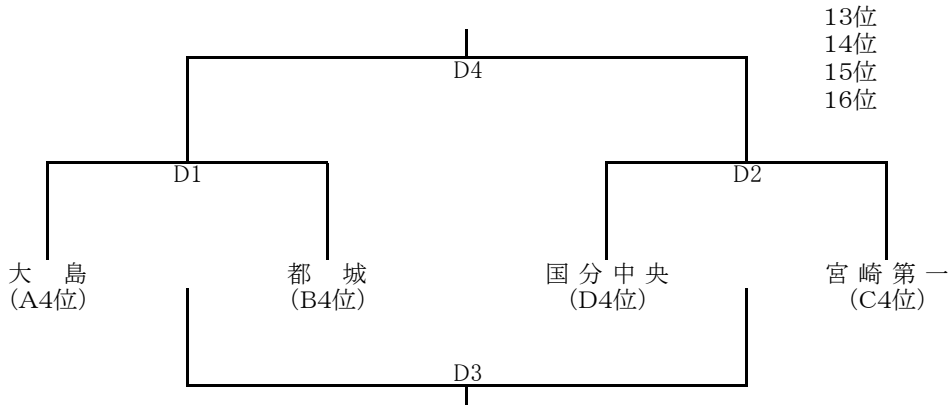 13位
14位
15位
16位
D4
D1
D2
大島
(A4位)
都城
(B4位)
国分中央
(D4位)
宮崎第一
(C4位)
D3